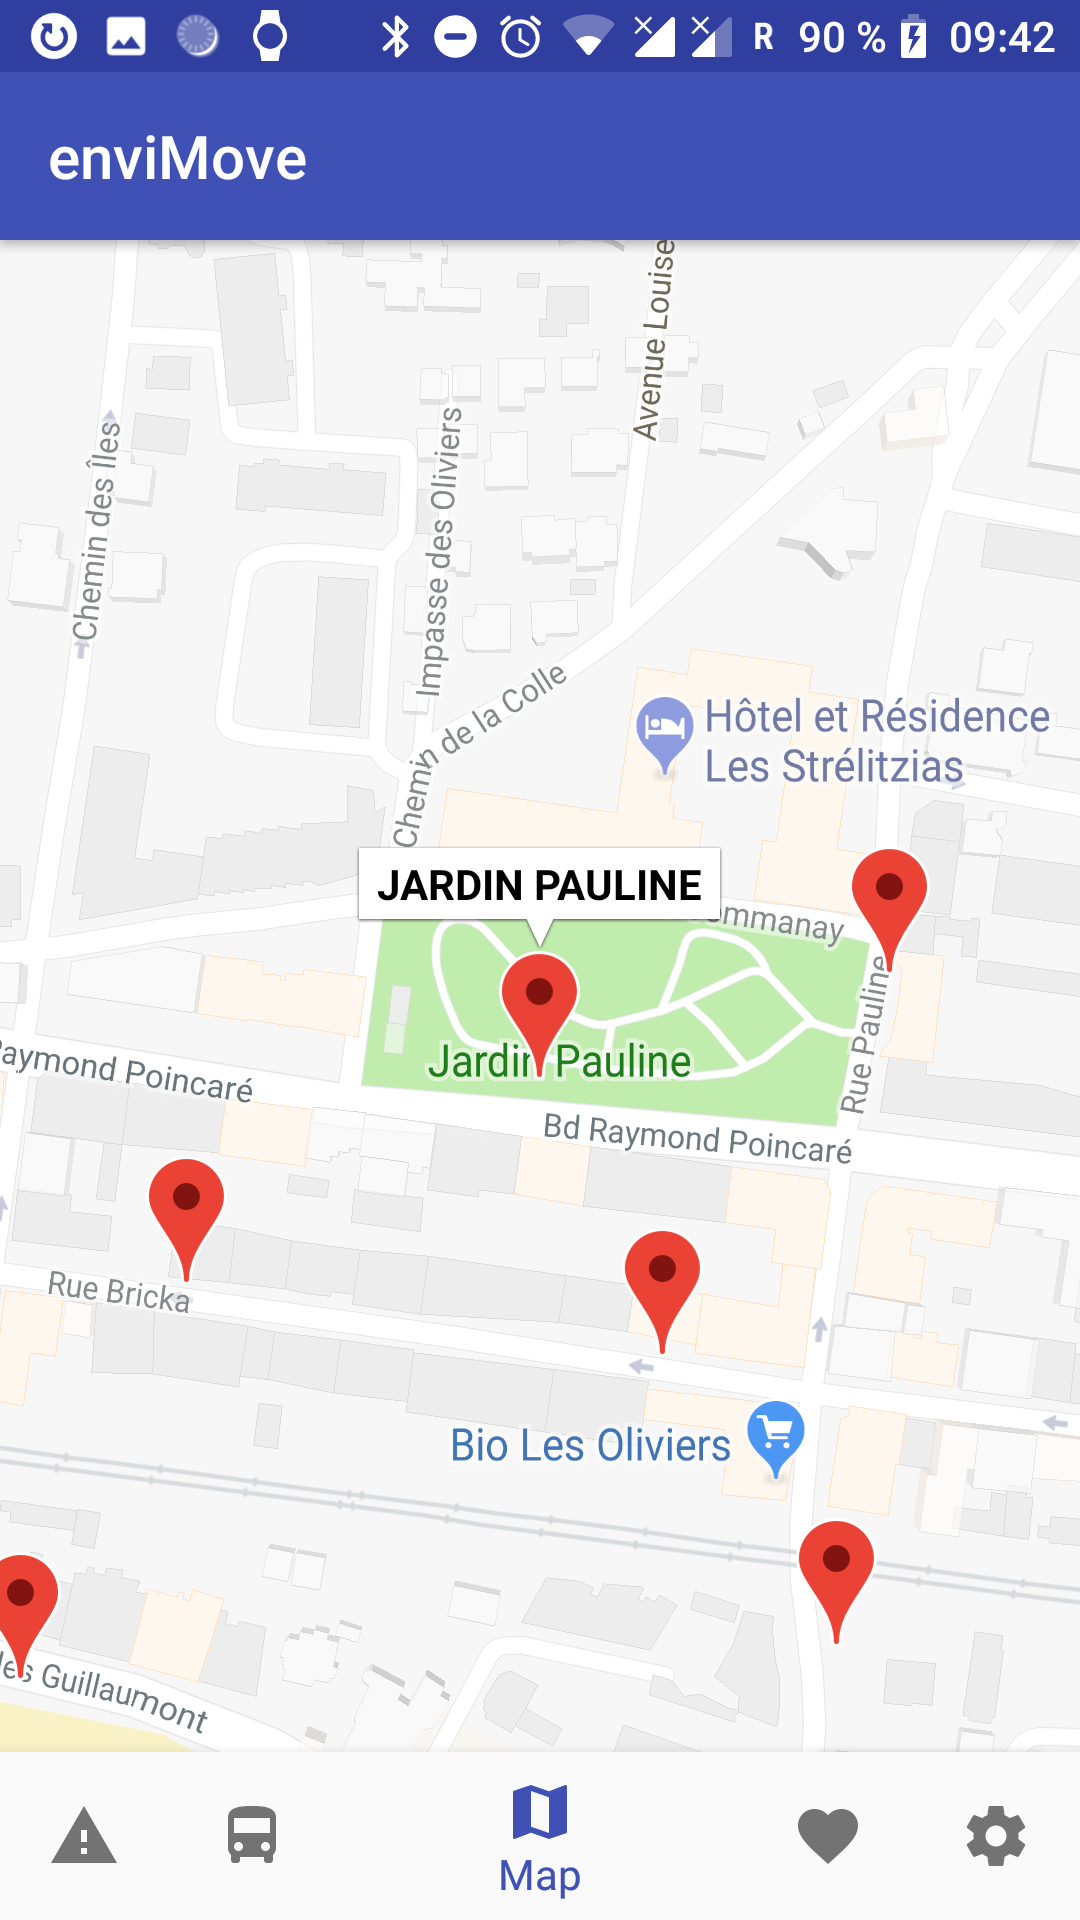 R 90 % 09:42
enviMove
Avenue Louise
Chemin des Îles
Impasse des Oliviers
Chemin de la Colle
Hôtel et Résidence
Les Strélitzias
JARDIN PAULINE
Rue Pauline
Jardin Pauline
Raymond Poincaré
Bd Raymond Poincaré
Rue Bricka
Bio Les Oliviers
les Guillaumont
Map